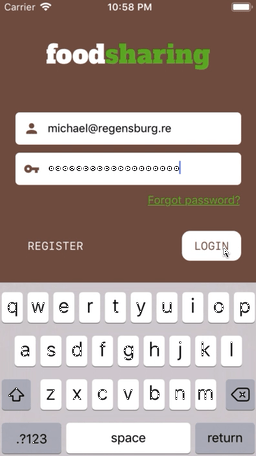 Carrier 10:58 PM
foodsharing
michael@regensburg.re
Forgot password?
REGISTER LOGIN
q w e r t y u i o p
a s d f g h j k l
z x c v b n m
.?123 space return